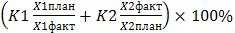 (K1 X1план/X1факт + K2 X2факт/X2план) × 100%